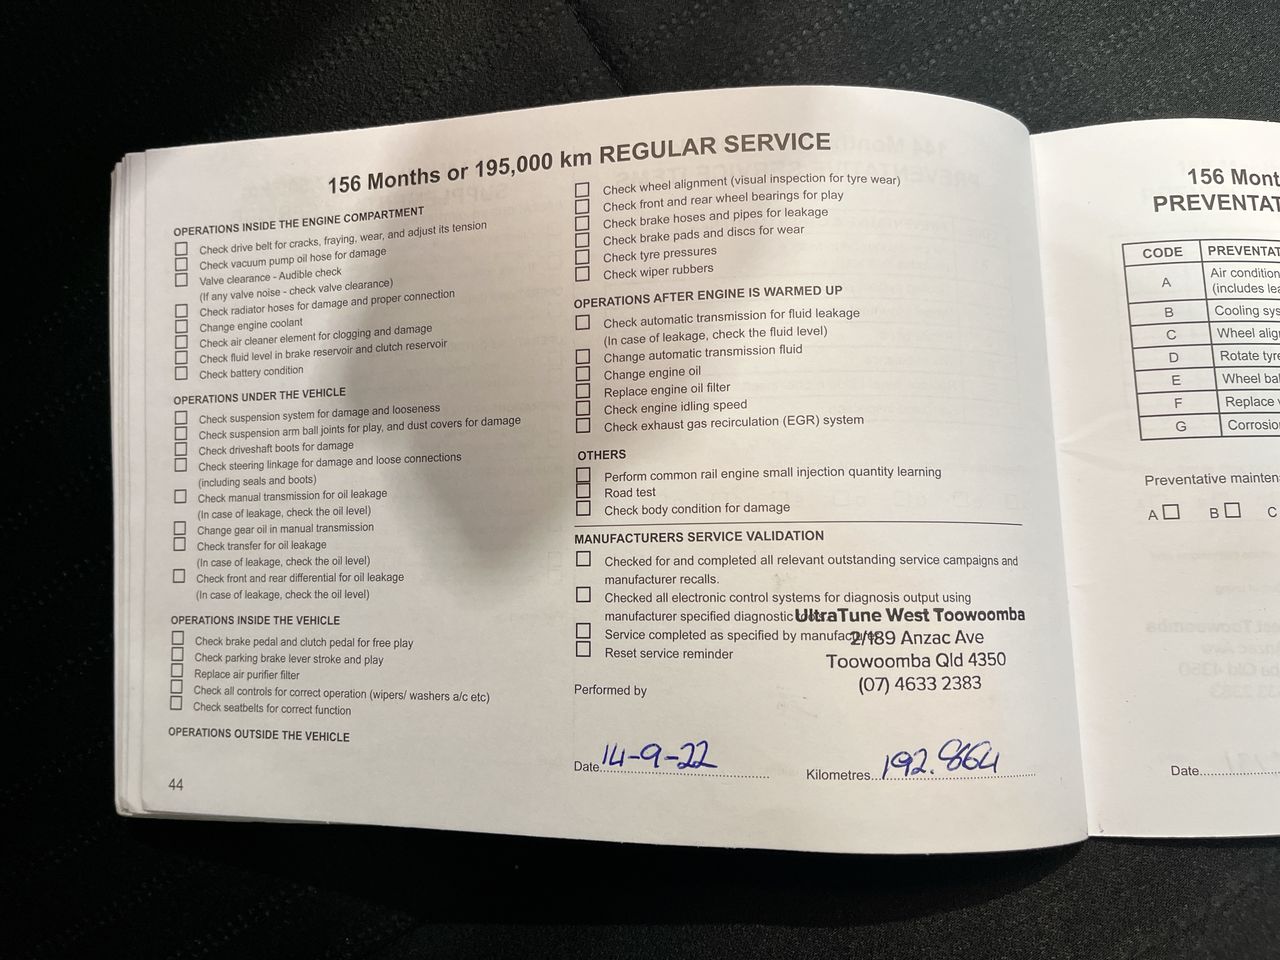 156 Months or 195,000 km REGULAR SERVICE
OPERATIONS INSIDE THE ENGINE COMPARTMENT
Check drive belt for cracks, fraying, wear, and adjust its tension
Check vacuum pump oil hose for damage
Valve clearance - Audible check
(If any valve noise - check valve clearance)
Check radiator hoses for damage and proper connection
Change engine coolant
Check air cleaner element for clogging and damage
Check fluid level in brake reservoir and clutch reservoir
Check battery condition
OPERATIONS UNDER THE VEHICLE
Check suspension system for damage and looseness
Check suspension arm ball joints for play, and dust covers for damage
Check driveshaft boots for damage
Check steering linkage for damage and loose connections
(including seals and boots)
Check manual transmission for oil leakage
(In case of leakage, check the oil level)
Change gear oil in manual transmission
Check transfer for oil leakage
(In case of leakage, check the oil level)
Check front and rear differential for oil leakage
(In case of leakage, check the oil level)
OPERATIONS INSIDE THE VEHICLE
Check brake pedal and clutch pedal for free play
Check parking brake lever stroke and play
Replace air purifier filter
Check all controls for correct operation (wipers/ washers a/c etc)
Check seatbelts for correct function
OPERATIONS OUTSIDE THE VEHICLE
44
Check wheel alignment (visual inspection for tyre wear)
Check front and rear wheel bearings for play
Check brake hoses and pipes for leakage
Check brake pads and discs for wear
Check tyre pressures
Check wiper rubbers
OPERATIONS AFTER ENGINE IS WARMED UP
Check automatic transmission for fluid leakage
(In case of leakage, check the fluid level)
Change automatic transmission fluid
Change engine oil
Replace engine oil filter
Check engine idling speed
Check exhaust gas recirculation (EGR) system
OTHERS
Perform common rail engine small injection quantity learning
Road test
Check body condition for damage
MANUFACTURERS SERVICE VALIDATION
Checked for and completed all relevant outstanding service campaigns and
manufacturer recalls.
Checked all electronic control systems for diagnosis output using
manufacturer specified diagnostic
Service completed as specified by
Reset service reminder
UltraTune West Toowoomba
2/189 Anzac Ave
Toowoomba Qld 4350
(07) 4633 2383
Performed by
Date 14-9-22
Kilometres 192.864
156 Mont
PREVENTAT
CODE PREVENTAT
A Air condition
(includes lea
B Cooling sys
C Wheel align
D Rotate tyre
E Wheel bal
F Replace
G Corrosio
Preventative mainten
A B C
Date